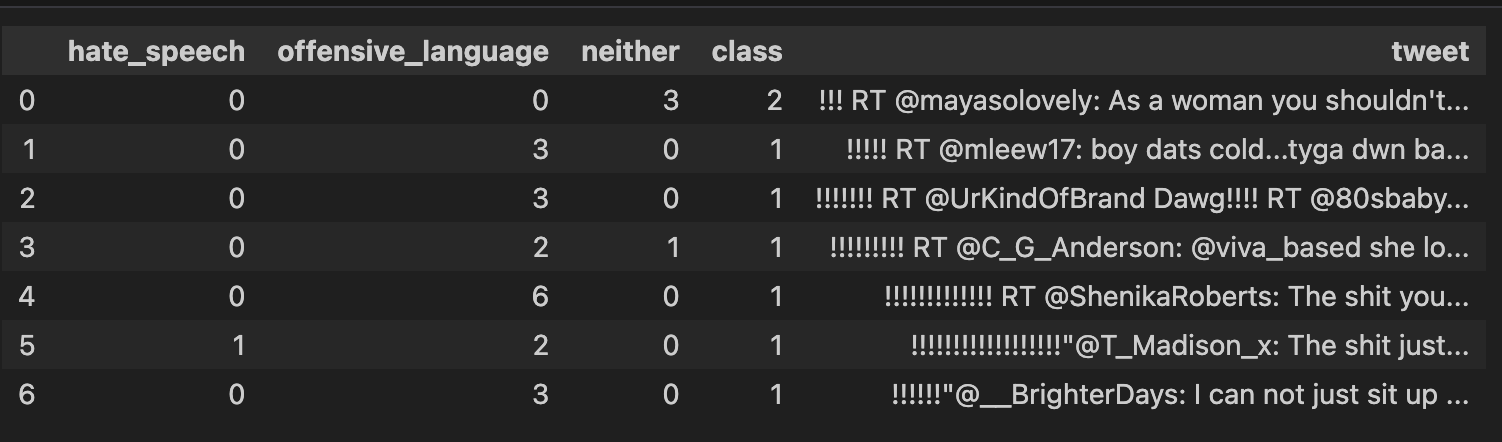 hate_speech offensive_language neither class tweet
0 0 0 3 2 !!! RT @mayasolovely: As a woman you shouldn't...
1 0 3 0 1 !!!!! RT @mleew17: boy dats cold...tyga dwn ba...
2 0 3 0 1 !!!!!!! RT @UrKindOfBrand Dawg!!!! RT @80sbaby...
3 0 2 1 1 !!!!!!!!! RT @C_G_Anderson: @viva_based she lo...
4 0 6 0 1 !!!!!!!!!!!!! RT @ShenikaRoberts: The shit you...
5 1 2 0 1 !!!!!!!!!!!!!!!!!!"@T_Madison_x: The shit just...
6 0 3 0 1 !!!!!!"@__BrighterDays: I can not just sit up ...